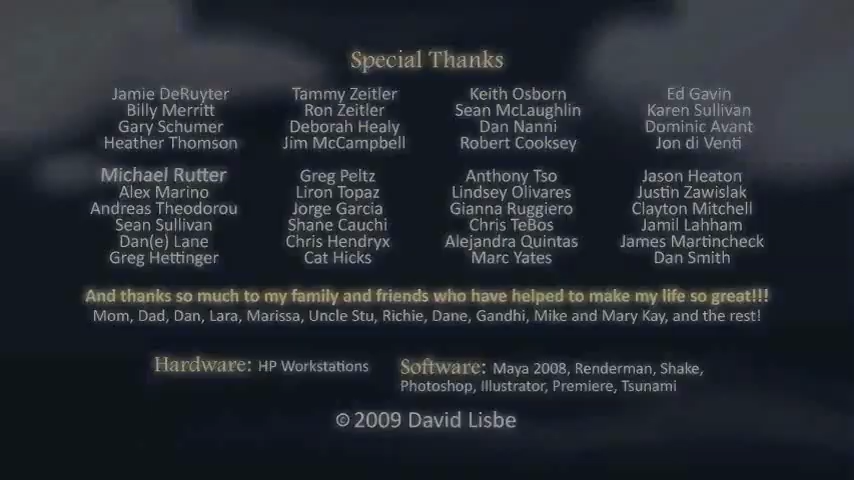 Special Thanks
Jamie DeRuyter Tammy Zeitler Keith Osborn Ed Gavin
Billy Merritt Ron Zeitler Sean McLaughlin Karen Sullivan
Gary Schumer Deborah Healy Dan Nanni Dominic Avant
Heather Thomson Jim McCampbell Robert Cooksey Jon di Venti
Michael Rutter Greg Peltz Anthony Tso Jason Heaton
Alex Marino Liron Topaz Lindsey Olivares Justin Zawislak
Andreas Theodorou Jorge Garcia Gianna Ruggiero Clayton Mitchell
Sean Sullivan Shane Cauchi Chris TeBos Jamil Lahham
Dan(e) Lane Chris Hendryx Alejandra Quintas James Martincheck
Greg Hettinger Cat Hicks Marc Yates Dan Smith
And thanks so much to my family and friends who have helped to make my life so great!!!
Mom, Dad, Dan, Lara, Marissa, Uncle Stu, Richie, Dane, Gandhi, Mike and Mary Kay, and the rest!
Hardware: HP Workstations Software: Maya 2008, Renderman, Shake,
Photoshop, Illustrator, Premiere, Tsunami
© 2009 David Lisbe